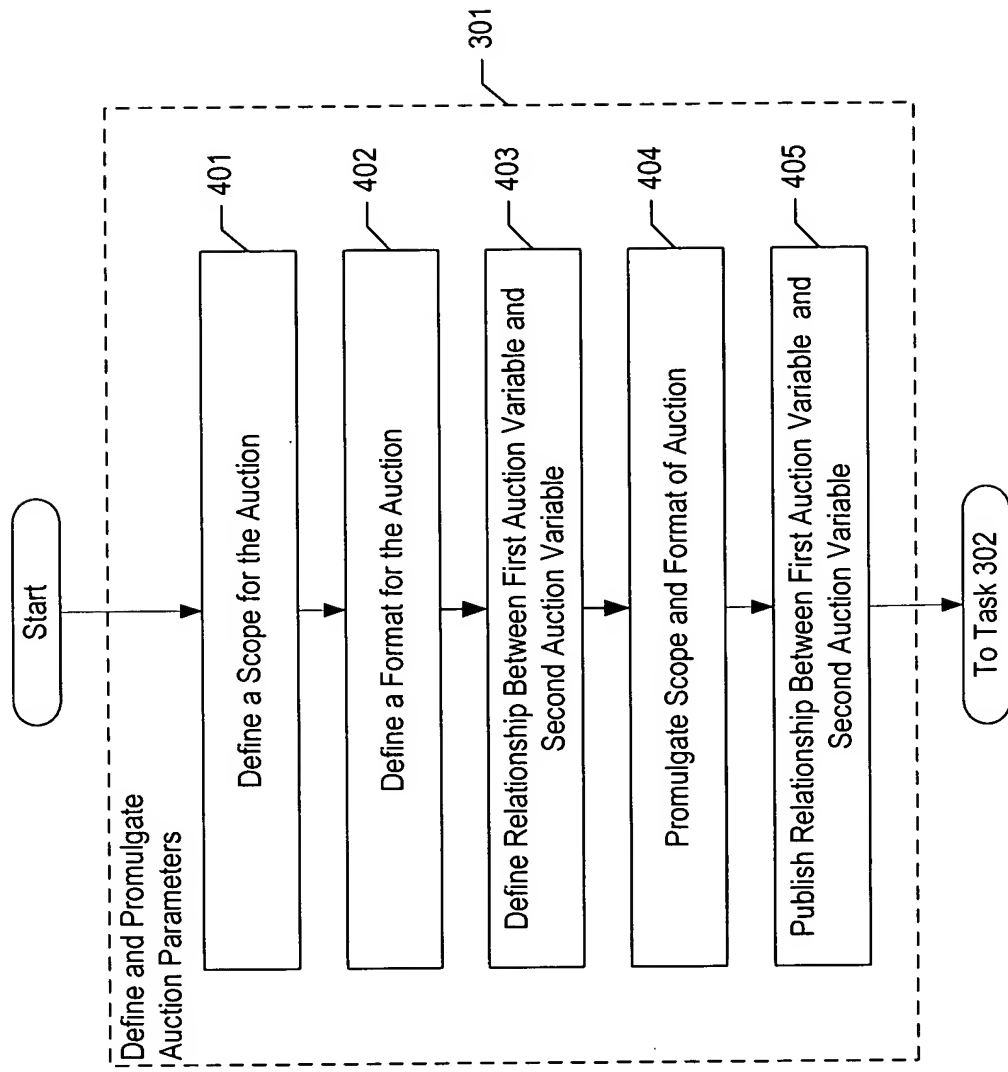 Start
Define and Promulgate
Auction Parameters
301
Define a Scope for the Auction
401
Define a Format for the Auction
402
Define Relationship Between First Auction Variable and
Second Auction Variable
403
Promulgate Scope and Format of Auction
404
Publish Relationship Between First Auction Variable and
Second Auction Variable
405
To Task 302